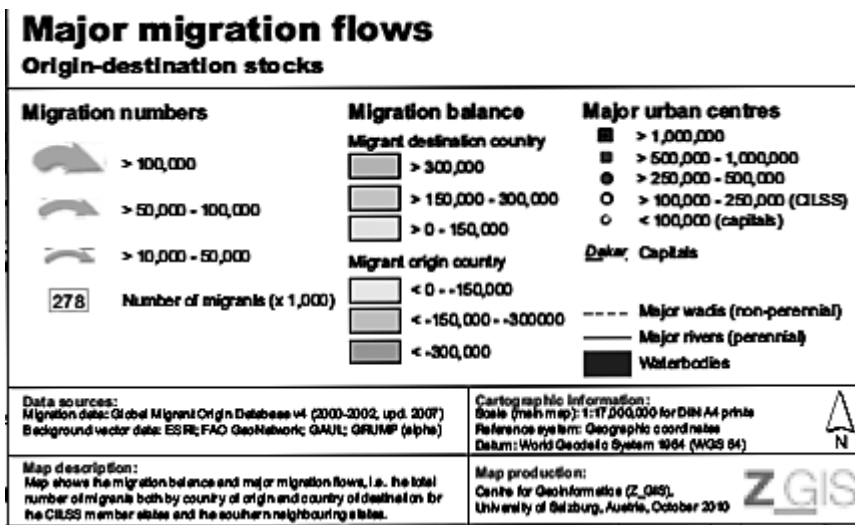 Major migration flows
Origin-destination stocks
Migration numbers
> 100,000
> 50,000 - 100,000
> 10,000 - 50,000
278 Number of migrants (x 1,000)
Migration balance
Migrant destination country
> 300,000
> 150,000 - 300,000
> 0 - 150,000
Migrant origin country
< 0 - -150,000
< -150,000 - -300000
< -300,000
Major urban centres
> 1,000,000
> 500,000 - 1,000,000
> 250,000 - 500,000
> 100,000 - 250,000 (CILSS)
< 100,000 (capitals)
Dakar Capitals
Major wadis (non-perennial)
Major rivers (perennial)
Waterbodies
Data sources:
Migration data: Global Migrant Origin Database v4 (2000-2002, upd. 2007)
Background vector data: ESRI; FAO GeoNetwork; GAUL; GRUMP (alpha)
Cartographic information:
Scale (main map): 1:17,000,000 for DIN A4 prints
Reference system: Geographic coordinates
Datum: World Geodetic System 1984 (WGS 84)
N
Map description:
Map shows the migration balance and major migration flows, i.e. the total
number of migrants both by country of origin and country of destination for
the CILSS member states and the southern neighbouring states.
Map production:
Centre for Geoinformatics (Z_GIS),
University of Salzburg, Austria, October 2010
Z_GIS